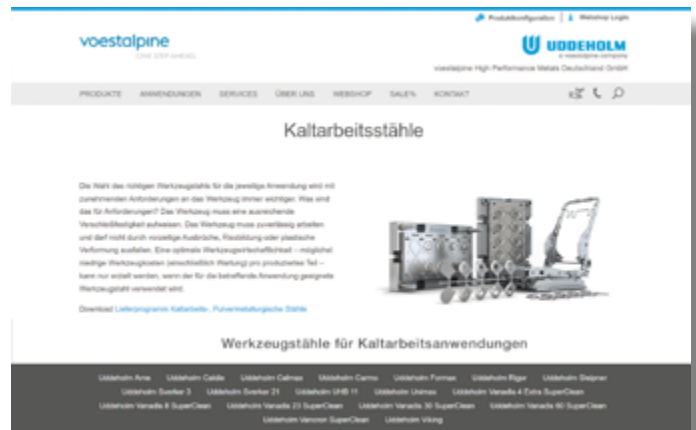 Produktkonfiguration | Webshop Login
voestalpine
ONE STEP AHEAD.
UDDEHOLM
a voestalpine company
voestalpine High Performance Metals Deutschland GmbH
PRODUKTE ANWENDUNGEN SERVICES ÜBER UNS WEBSHOP SALE% KONTAKT
Kaltarbeitsstähle
Die Wahl des richtigen Werkzeugstahls für die jeweilige Anwendung wird mit
zunehmenden Anforderungen an das Werkzeug immer wichtiger. Was sind
das für Anforderungen? Das Werkzeug muss eine ausreichende
Verschleißfestigkeit aufweisen. Das Werkzeug muss zuverlässig arbeiten
und darf nicht durch vorzeitige Ausbrüche, Rissbildung oder plastische
Verformung ausfallen. Eine optimale Werkzeugwirtschaftlichkeit – möglichst
niedrige Werkzeugkosten (einschließlich Wartung) pro produziertes Teil –
kann nur erzielt werden, wenn der für die betreffende Anwendung geeignete
Werkzeugstahl verwendet wird.
Download Lieferprogramm Kaltarbeits-, Pulvermetallurgische Stähle
Werkzeugstähle für Kaltarbeitsanwendungen
Uddeholm Arne Uddeholm Caldie Uddeholm Calmax Uddeholm Carmo Uddeholm Formax Uddeholm Rigor Uddeholm Sleipner
Uddeholm Sverker 3 Uddeholm Sverker 21 Uddeholm UHB 11 Uddeholm Unimax Uddeholm Vanadis 4 Extra SuperClean
Uddeholm Vanadis 8 SuperClean Uddeholm Vanadis 23 SuperClean Uddeholm Vanadis 30 SuperClean Uddeholm Vanadis 60 SuperClean
Uddeholm Vancron SuperClean Uddeholm Viking